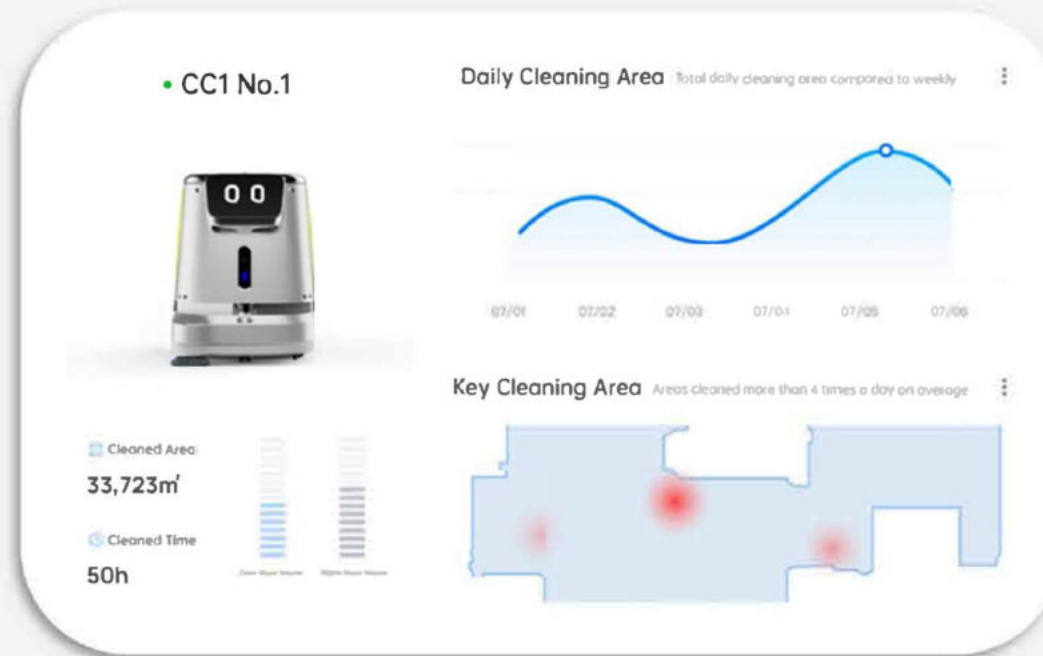 CC1 No.1
00
Cleaned Area
33,723㎡
Cleaned Time
50h
Daily Cleaning Area Total daily cleaning area compared to weekly
07/01 07/02 07/03 07/04 07/05 07/06
Key Cleaning Area Areas cleaned more than 4 times a day on average